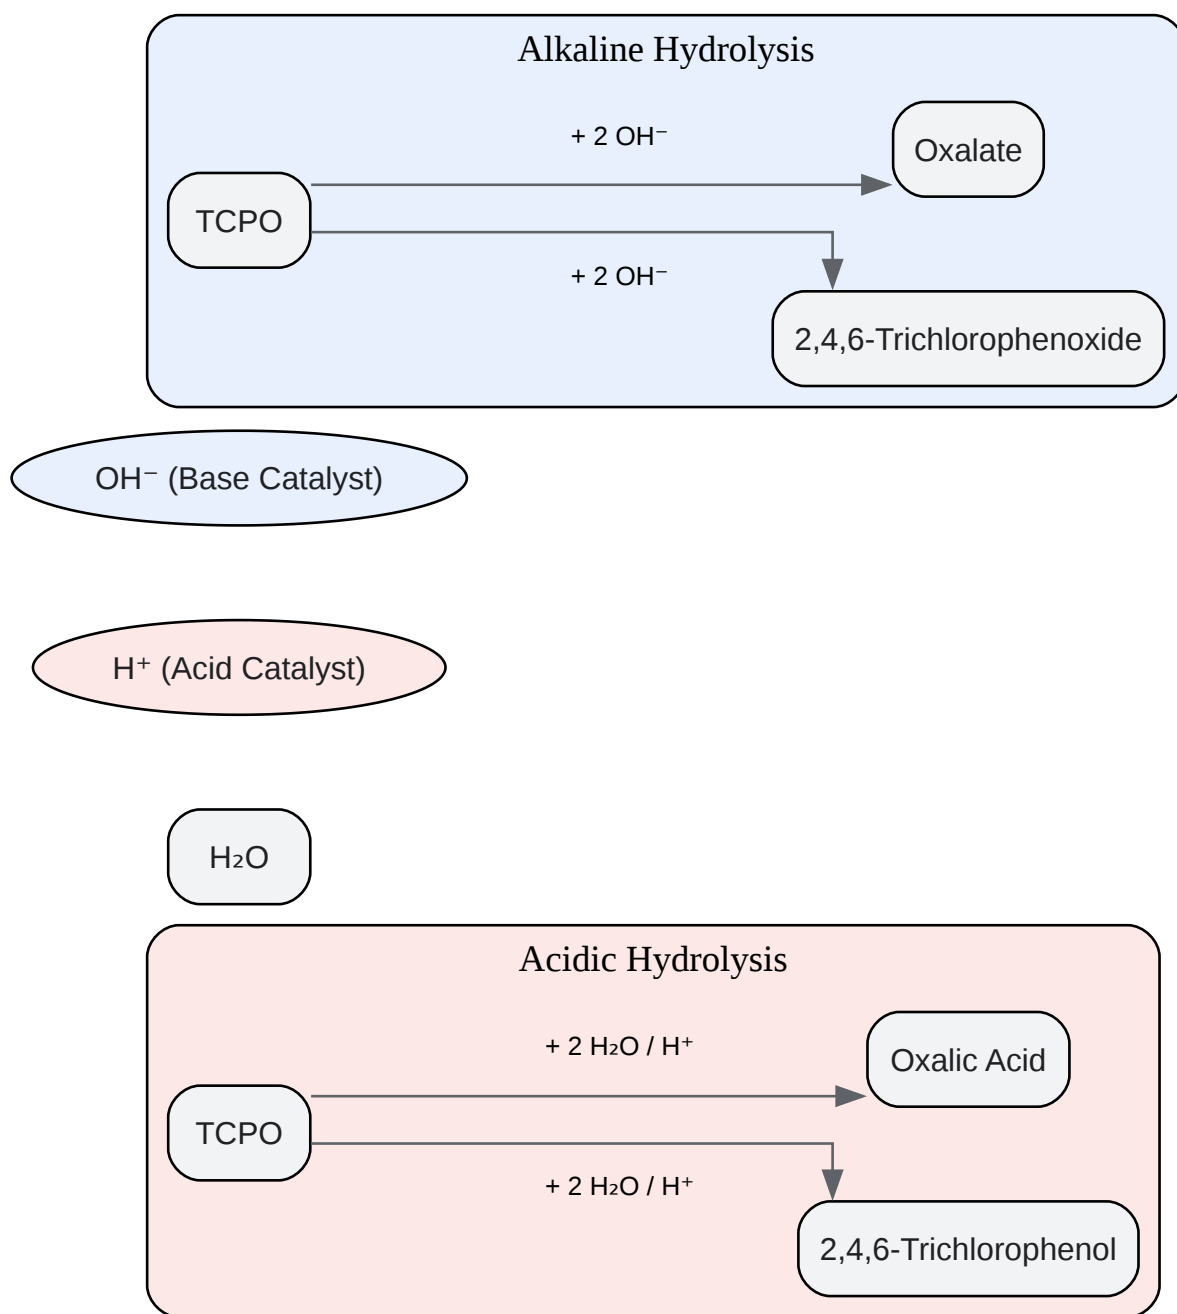 Alkaline Hydrolysis
+ 2 OH⁻
Oxalate
TCPO
+ 2 OH⁻
2,4,6-Trichlorophenoxide
OH⁻ (Base Catalyst)
H⁺ (Acid Catalyst)
H₂O
Acidic Hydrolysis
+ 2 H₂O / H⁺
Oxalic Acid
TCPO
+ 2 H₂O / H⁺
2,4,6-Trichlorophenol